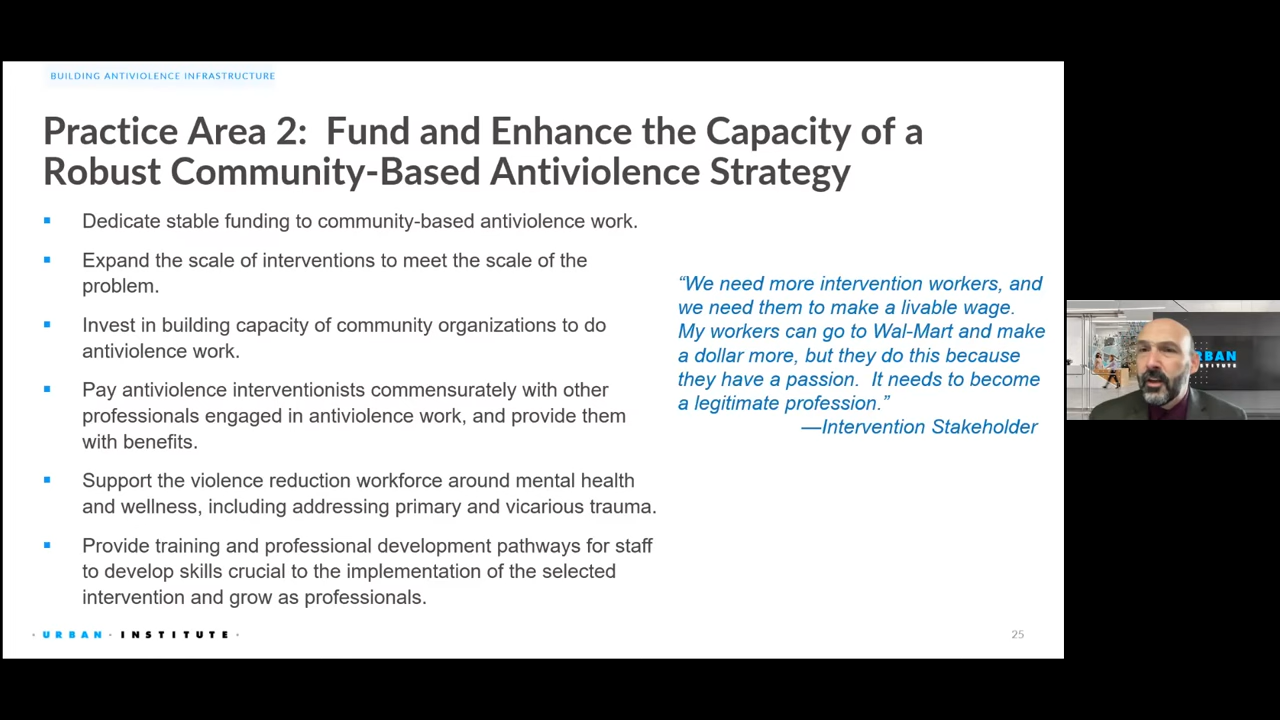 BUILDING ANTIVIOLENCE INFRASTRUCTURE
Practice Area 2:  Fund and Enhance the Capacity of a
Robust Community-Based Antiviolence Strategy
▪ Dedicate stable funding to community-based antiviolence work.
▪ Expand the scale of interventions to meet the scale of the
problem.
▪ Invest in building capacity of community organizations to do
antiviolence work.
▪ Pay antiviolence interventionists commensurately with other
professionals engaged in antiviolence work, and provide them
with benefits.
▪ Support the violence reduction workforce around mental health
and wellness, including addressing primary and vicarious trauma.
▪ Provide training and professional development pathways for staff
to develop skills crucial to the implementation of the selected
intervention and grow as professionals.
“We need more intervention workers, and
we need them to make a livable wage.
My workers can go to Wal-Mart and make
a dollar more, but they do this because
they have a passion.  It needs to become
a legitimate profession.”
—Intervention Stakeholder
· URBAN · INSTITUTE ·
25
RBAN
STITUTE